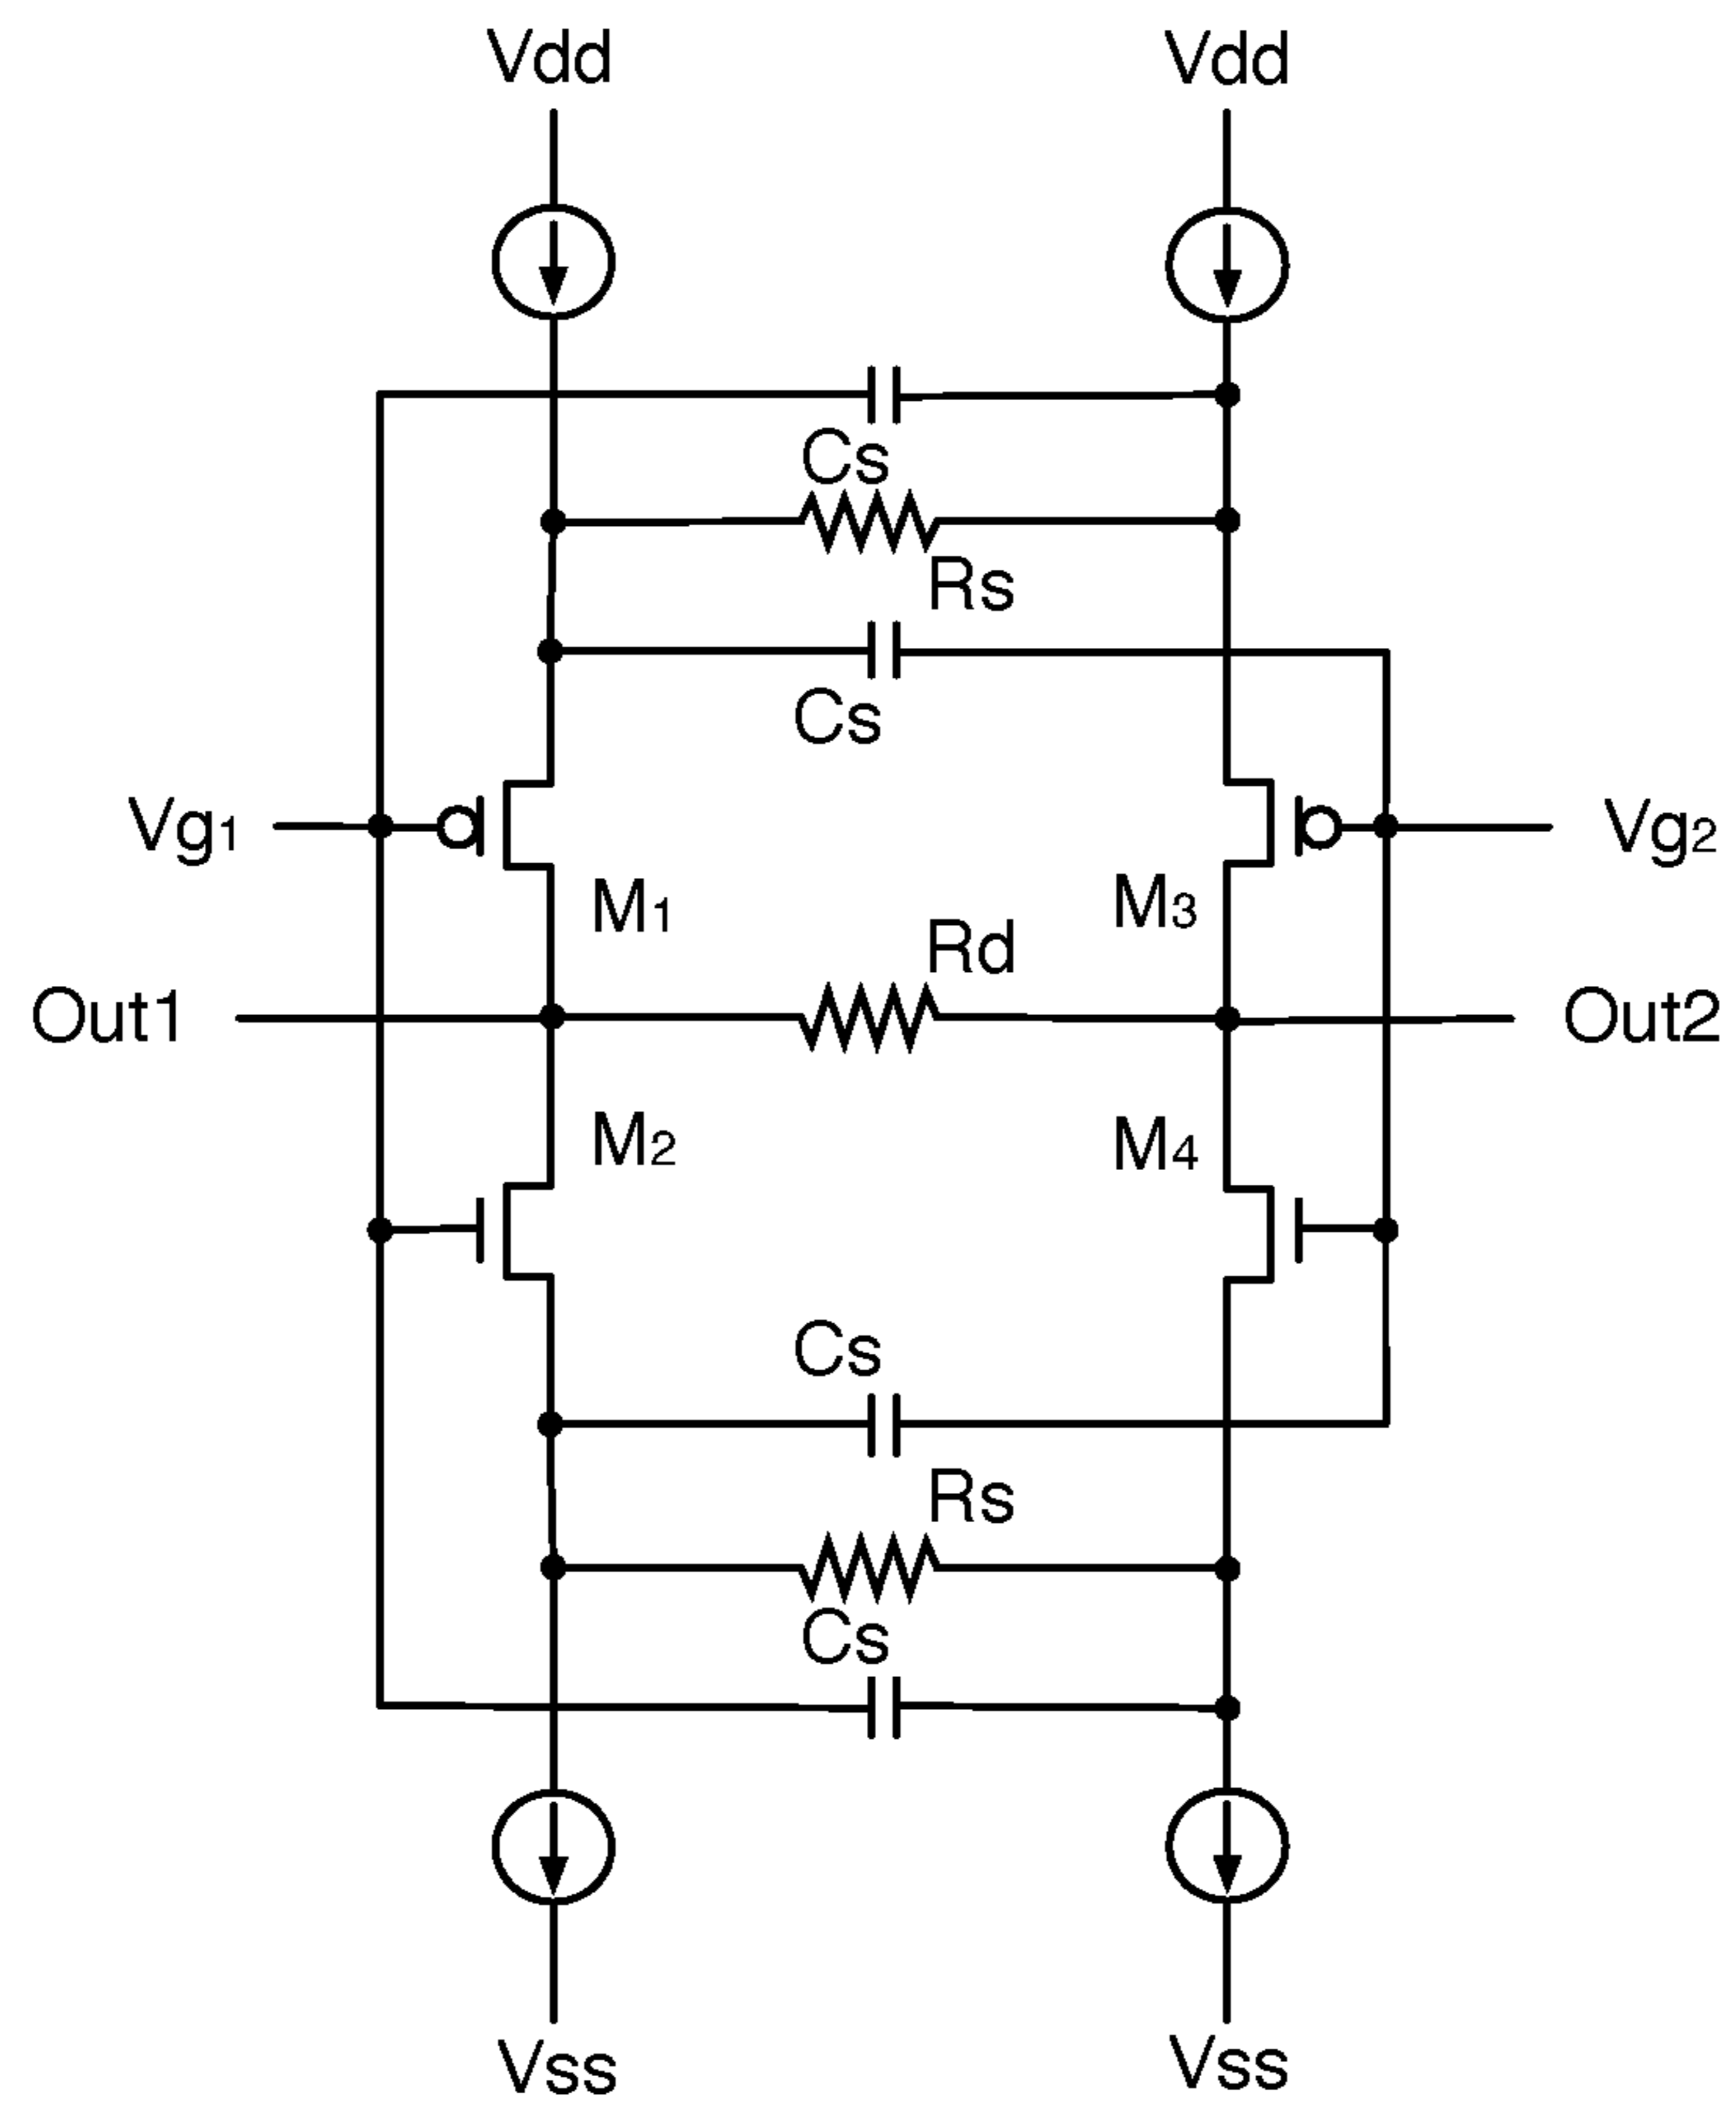 Vdd Vdd
Cs
Rs
Cs
Vg1 Vg2
M1 M3
Rd
Out1 Out2
M2 M4
Cs
Rs
Cs
Vss Vss